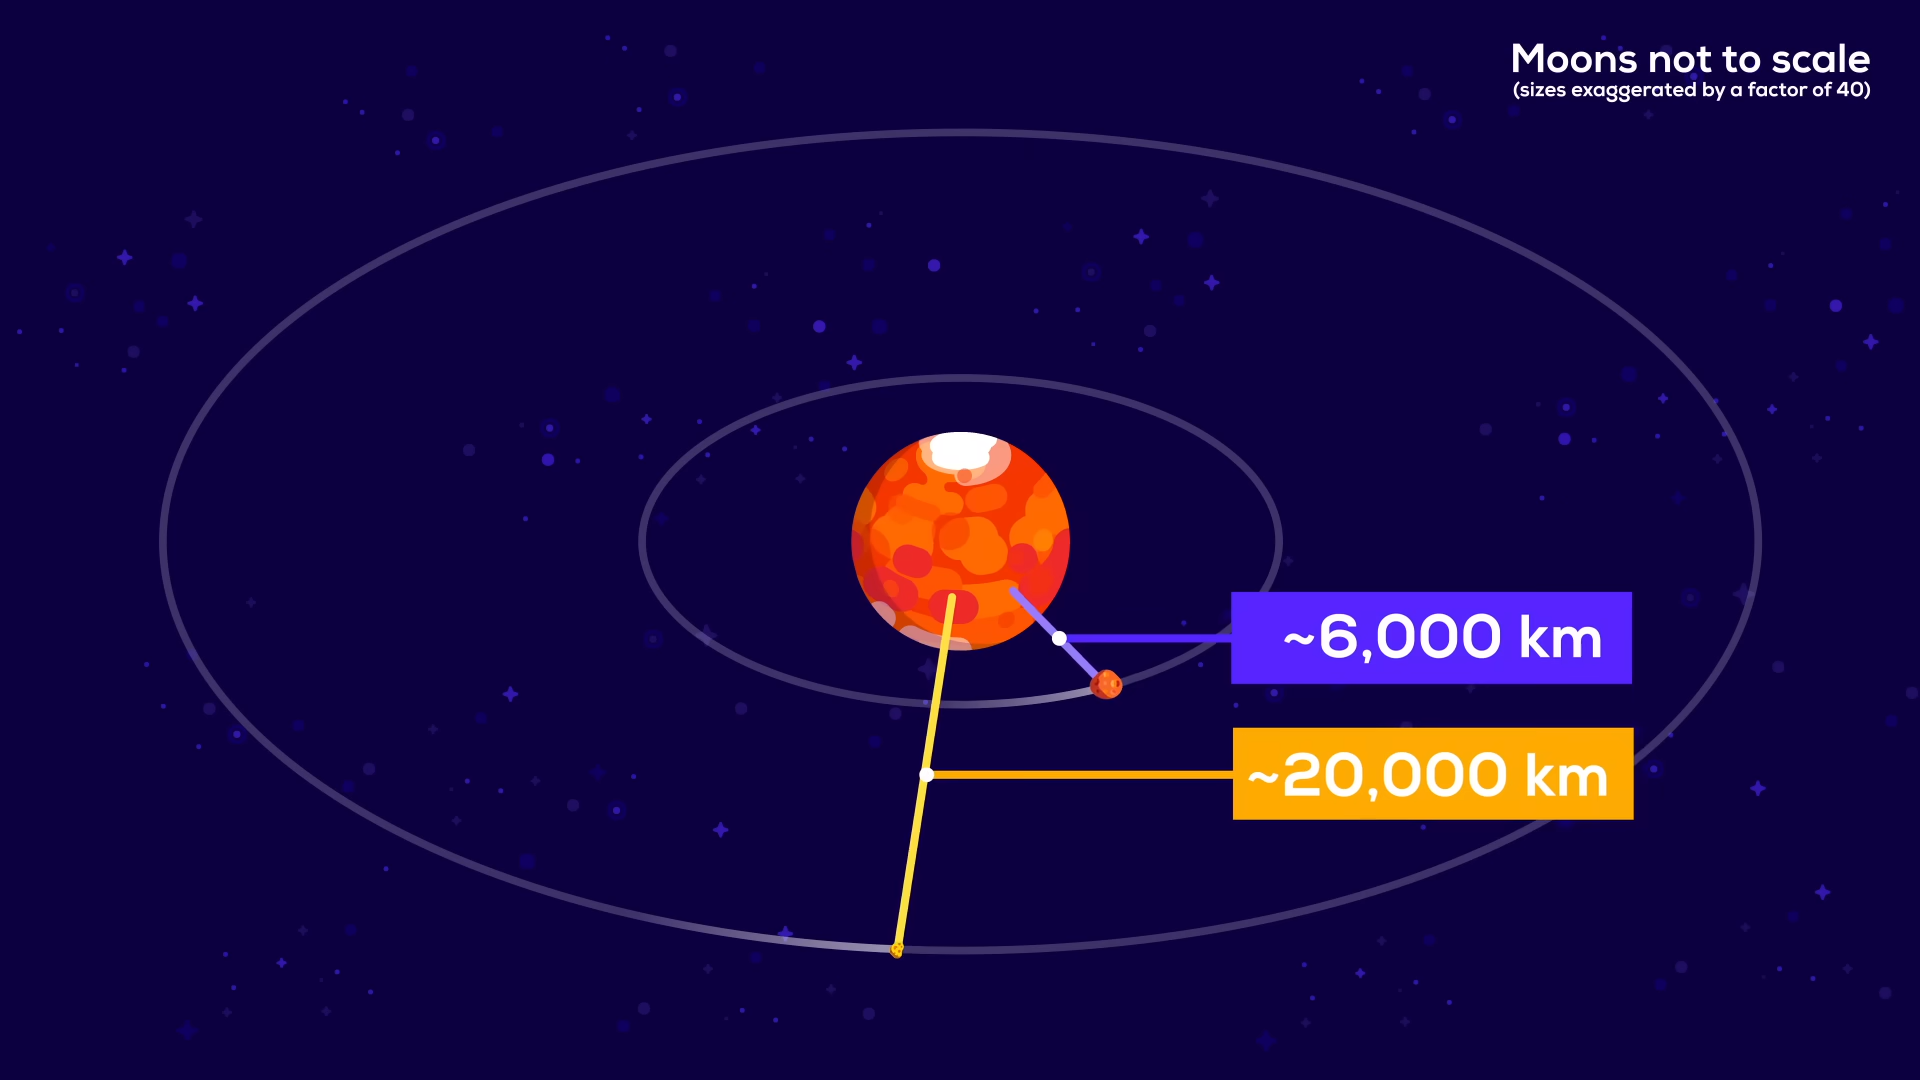 Moons not to scale
(sizes exaggerated by a factor of 40)
~6,000 km
~20,000 km